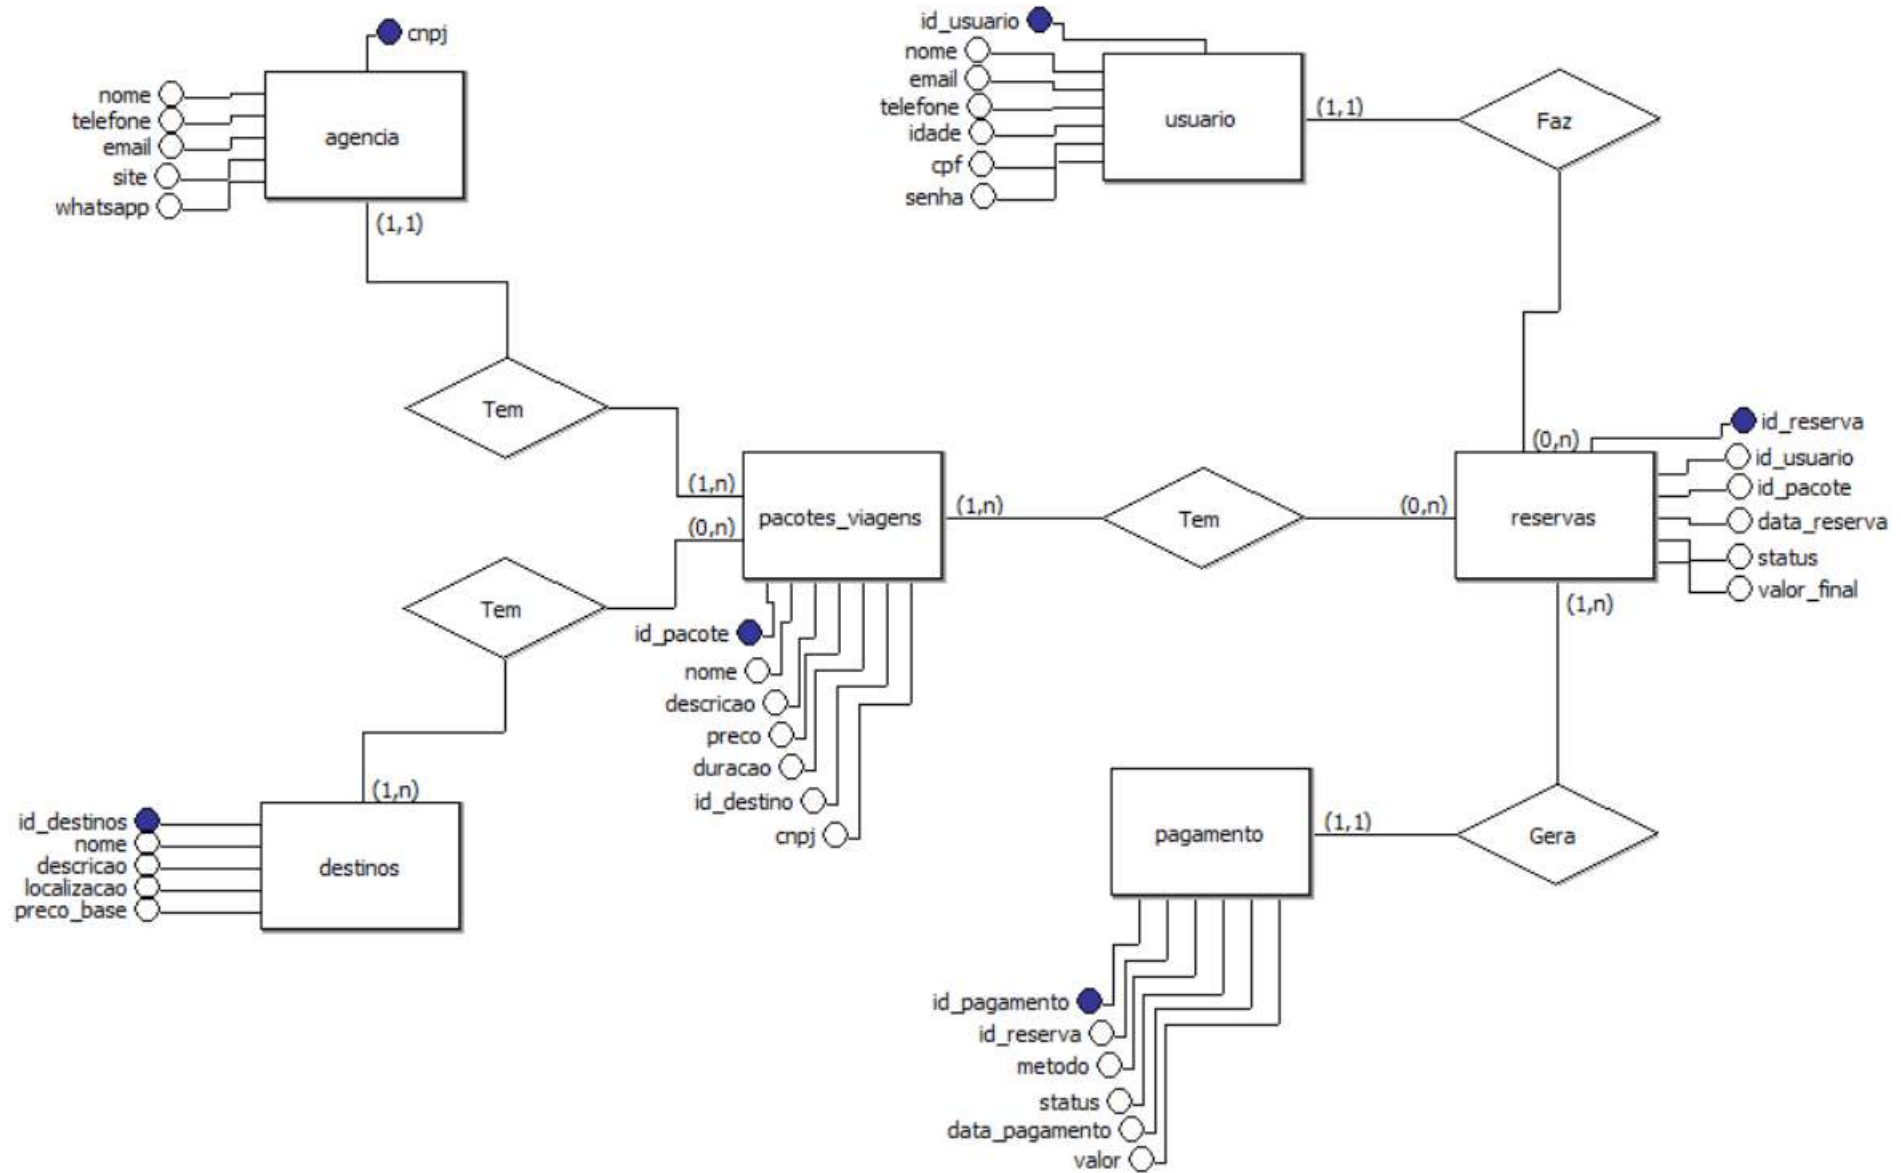 cnpj
nome
telefone
email
site
whatsapp
agencia
(1,1)
id_usuario
nome
email
telefone
idade
cpf
senha
usuario
(1,1)
Faz
Tem
(1,n)
(0,n)
pacotes_viagens
(1,n)
Tem
(0,n)
(0,n)
reservas
id_reserva
id_usuario
id_pacote
data_reserva
status
valor_final
(1,n)
Tem
id_pacote
nome
descricao
preco
duracao
id_destino
cnpj
(1,n)
id_destinos
nome
descricao
localizacao
preco_base
destinos
pagamento
(1,1)
Gera
id_pagamento
id_reserva
metodo
status
data_pagamento
valor